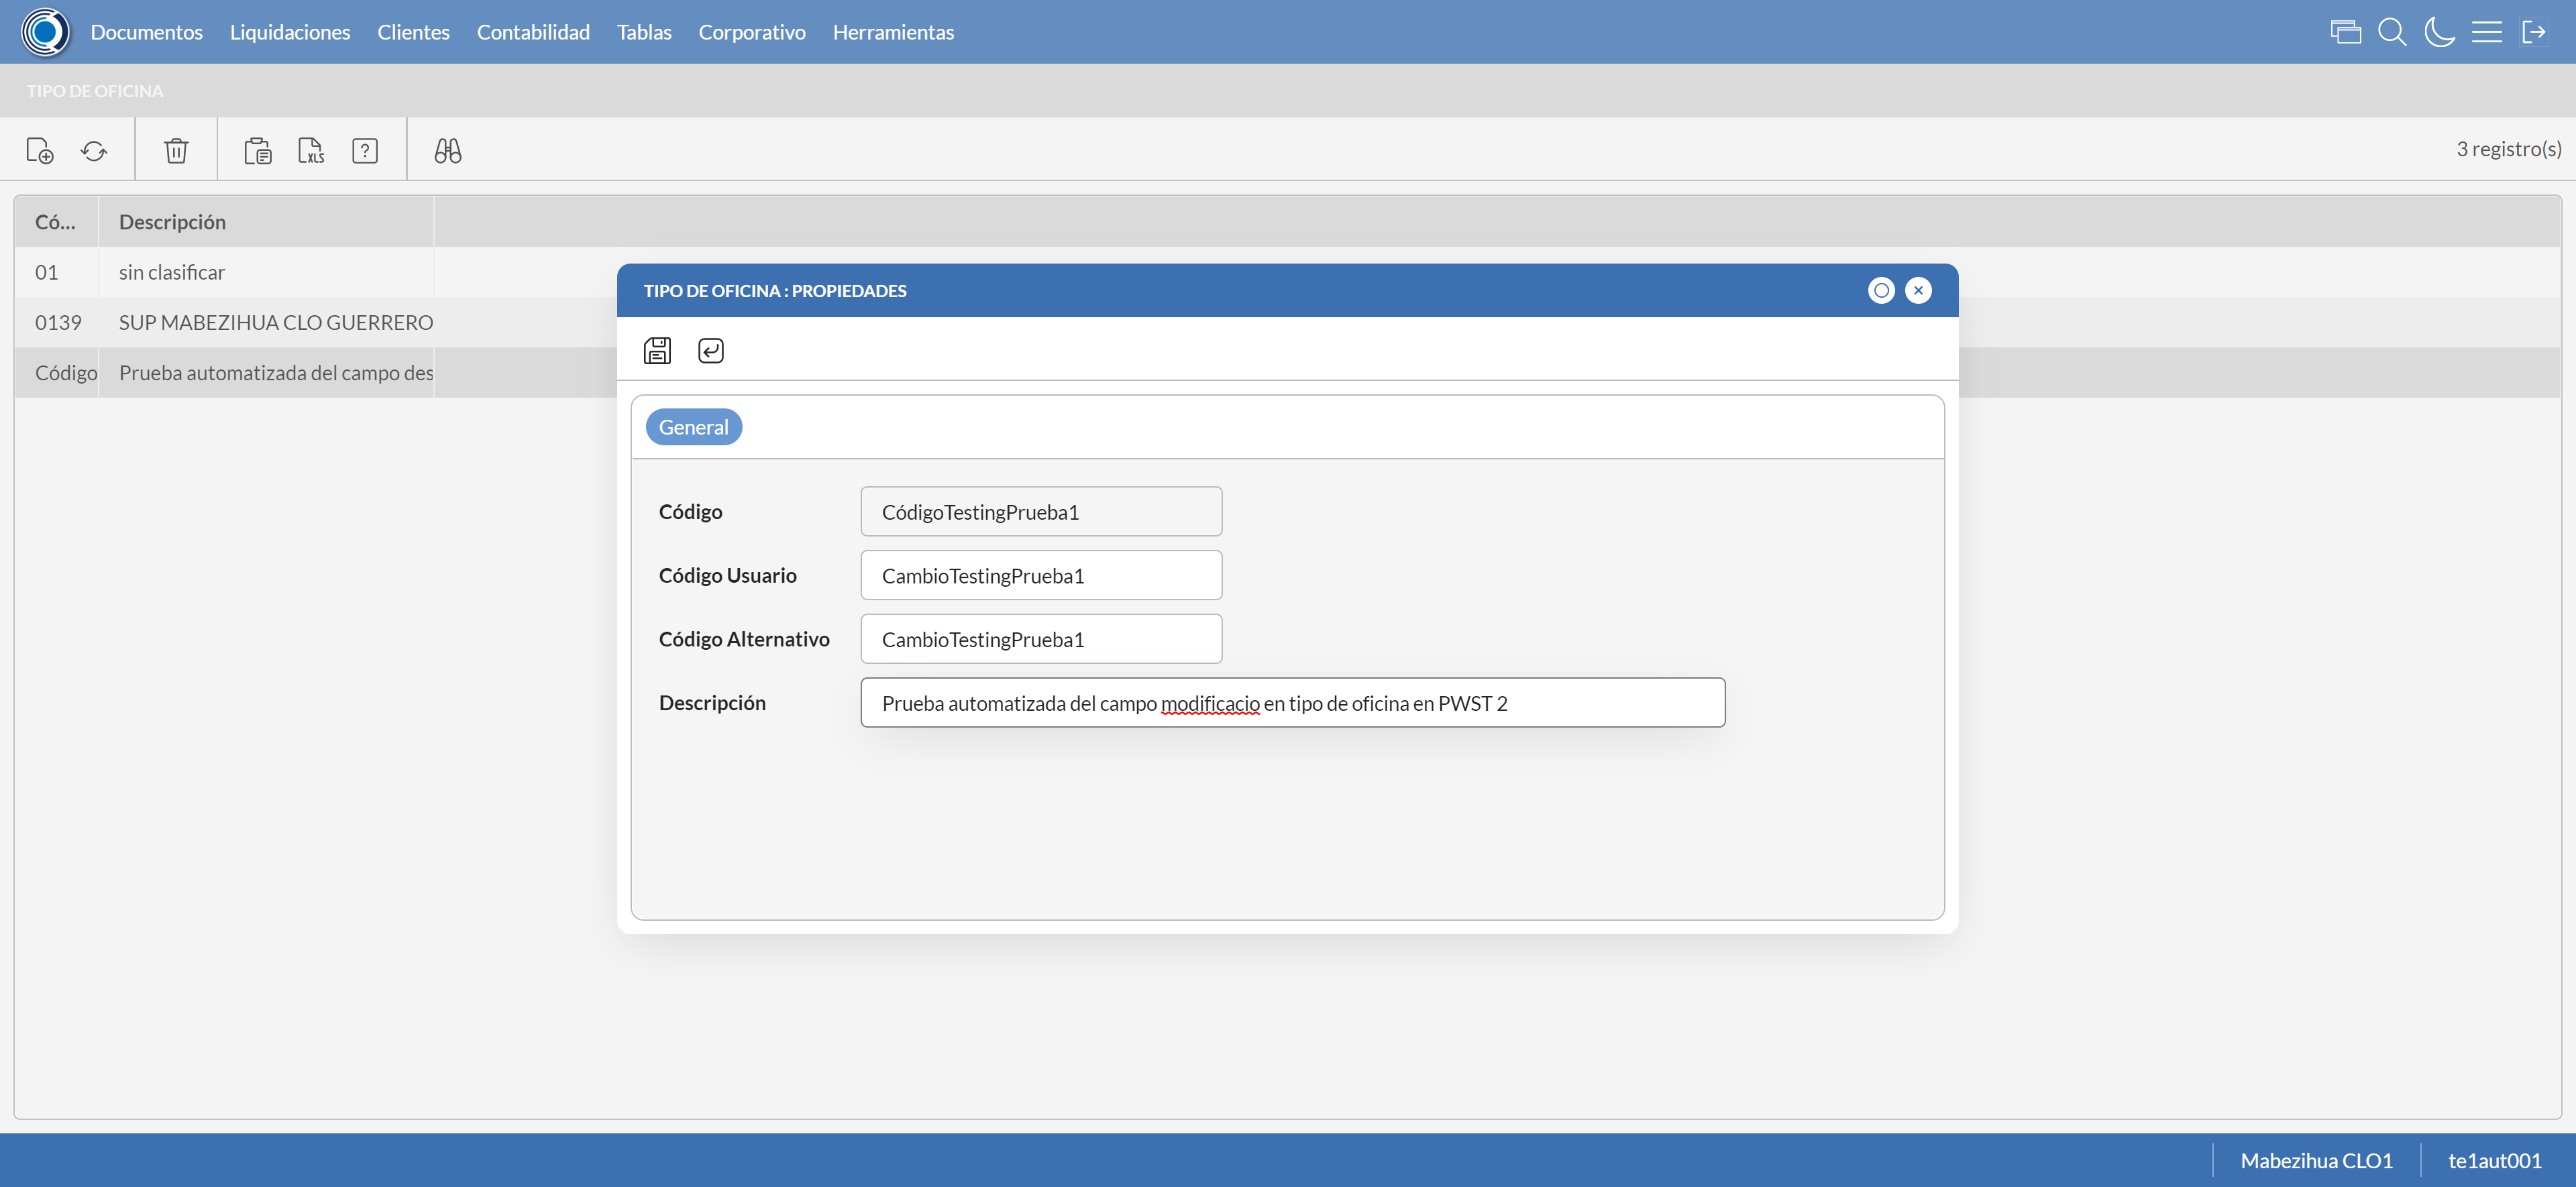 Documentos Liquidaciones Clientes Contabilidad Tablas Corporativo Herramientas
TIPO DE OFICINA
XLS ? 3 registro(s)
Có... Descripción
01 sin clasificar
0139 SUP MABEZIHUA CLO GUERRERO
Código Prueba automatizada del campo des
TIPO DE OFICINA : PROPIEDADES
General
Código CódigoTestingPrueba1
Código Usuario CambioTestingPrueba1
Código Alternativo CambioTestingPrueba1
Descripción Prueba automatizada del campo modificacio en tipo de oficina en PWST 2
Mabezihua CLO1 te1aut001